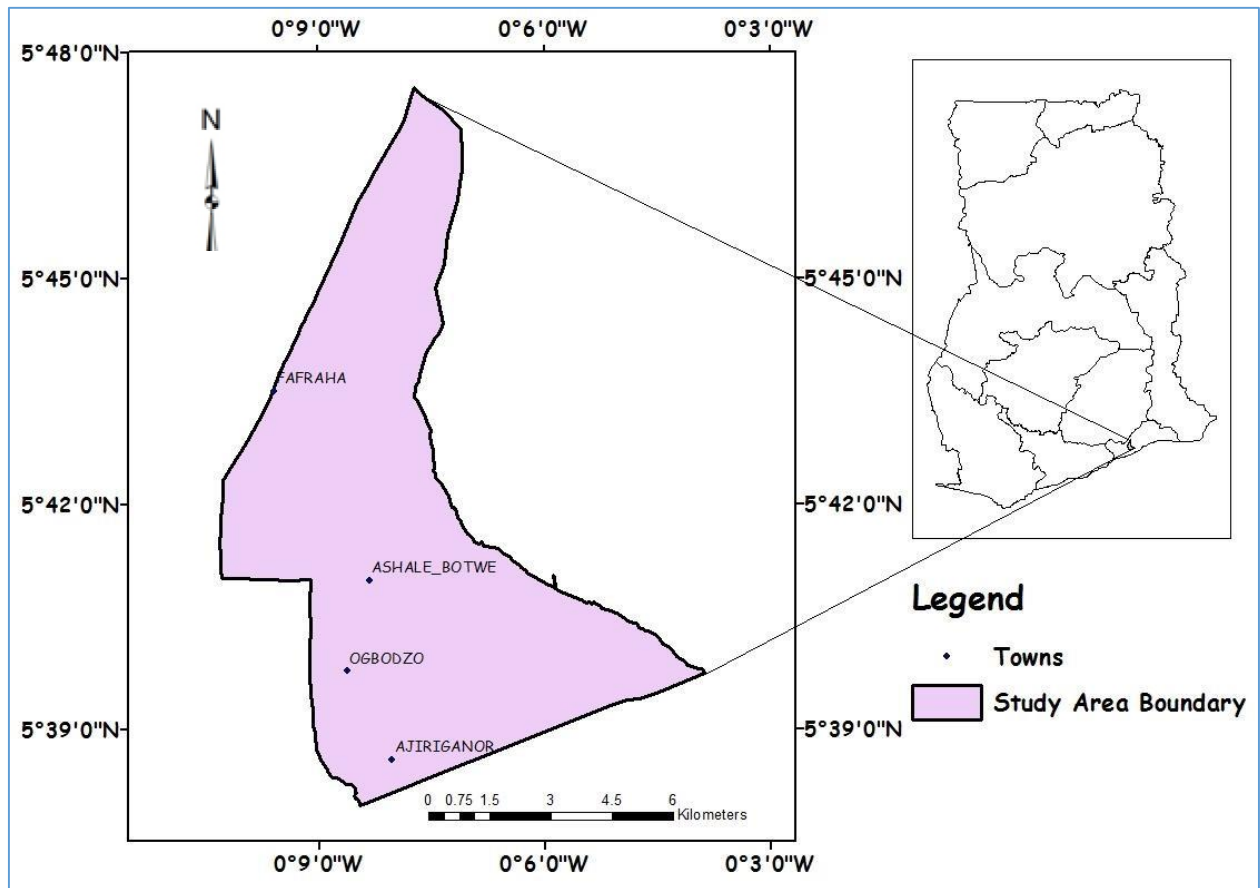 0°9'0"W 0°6'0"W 0°3'0"W
5°48'0"N
N
5°45'0"N 5°45'0"N
FAFRAHA
5°42'0"N 5°42'0"N
ASHALE_BOTWE
Legend
Towns
OGBODZO
Study Area Boundary
5°39'0"N 5°39'0"N
AJIRIGANOR
0 0.75 1.5 3 4.5 6
Kilometers
0°9'0"W 0°6'0"W 0°3'0"W